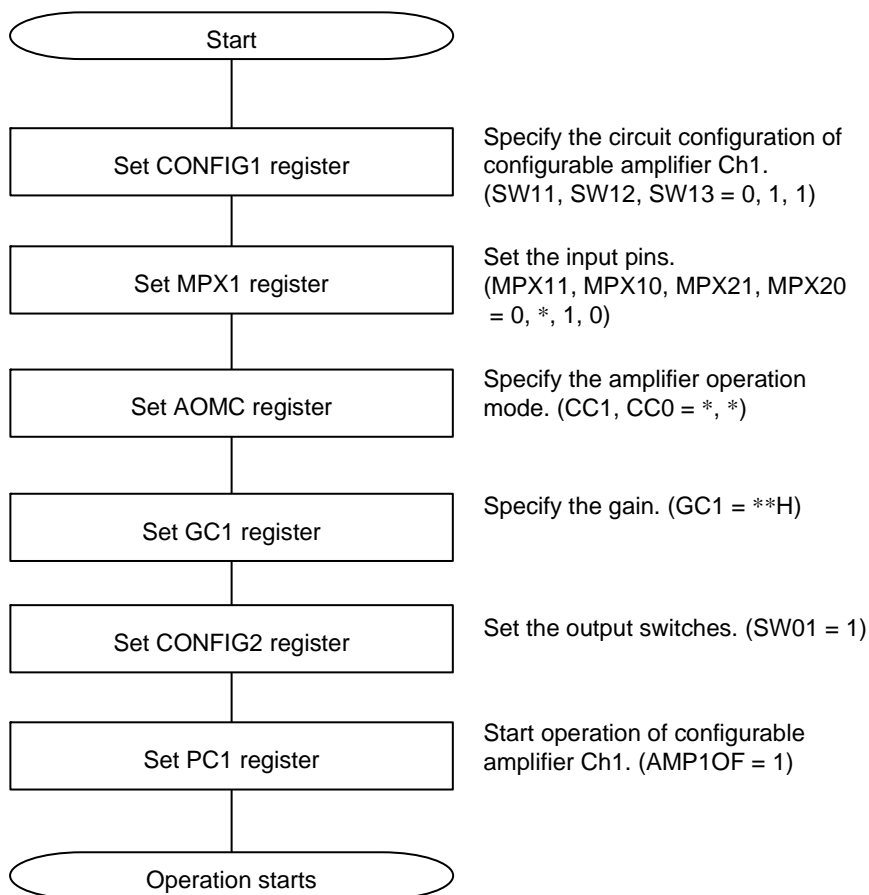 Start
Set CONFIG1 register
Specify the circuit configuration of
configurable amplifier Ch1.
(SW11, SW12, SW13 = 0, 1, 1)
Set MPX1 register
Set the input pins.
(MPX11, MPX10, MPX21, MPX20
= 0, *, 1, 0)
Set AOMC register
Specify the amplifier operation
mode. (CC1, CC0 = *, *)
Set GC1 register
Specify the gain. (GC1 = **H)
Set CONFIG2 register
Set the output switches. (SW01 = 1)
Set PC1 register
Start operation of configurable
amplifier Ch1. (AMP1OF = 1)
Operation starts